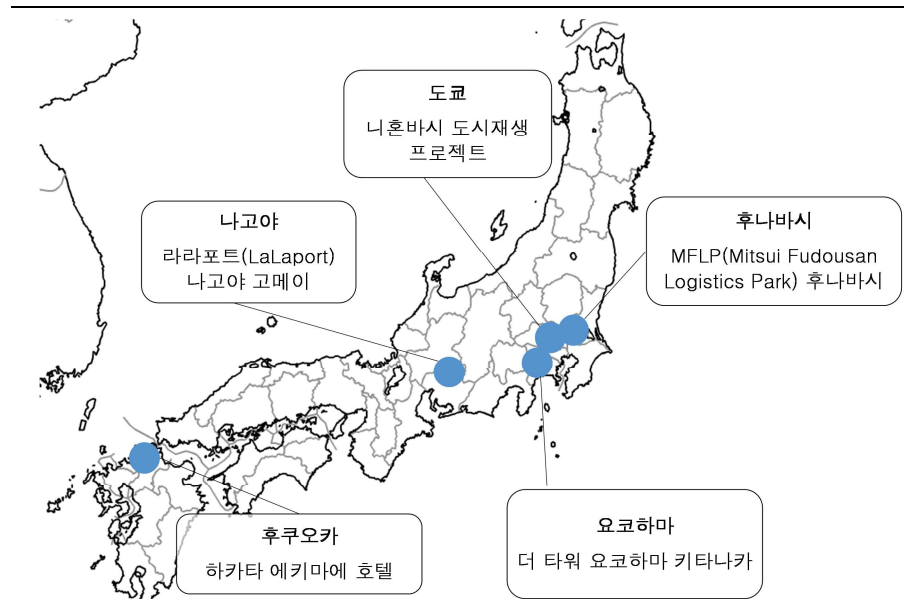 도쿄
니혼바시 도시재생
프로젝트
나고야
라라포트(LaLaport)
나고야 고메이
후나바시
MFLP(Mitsui Fudousan
Logistics Park) 후나바시
후쿠오카
하카타 에키마에 호텔
요코하마
더 타워 요코하마 키타나카